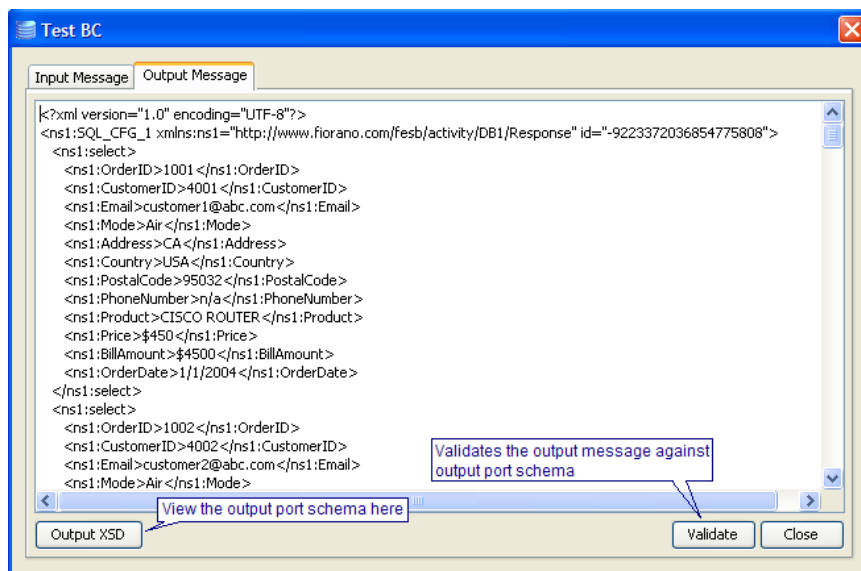 Test BC
Input Message Output Message
<?xml version="1.0" encoding="UTF-8"?>
<ns1:SQL_CFG_1 xmlns:ns1="http://www.fiorano.com/fesb/activity/DB1/Response" id="-9223372036854775808">
<ns1:select>
<ns1:OrderID>1001</ns1:OrderID>
<ns1:CustomerID>4001</ns1:CustomerID>
<ns1:Email>customer1@abc.com</ns1:Email>
<ns1:Mode>Air</ns1:Mode>
<ns1:Address>CA</ns1:Address>
<ns1:Country>USA</ns1:Country>
<ns1:PostalCode>95032</ns1:PostalCode>
<ns1:PhoneNumber>n/a</ns1:PhoneNumber>
<ns1:Product>CISCO ROUTER</ns1:Product>
<ns1:Price>$450</ns1:Price>
<ns1:BillAmount>$4500</ns1:BillAmount>
<ns1:OrderDate>1/1/2004</ns1:OrderDate>
</ns1:select>
<ns1:select>
<ns1:OrderID>1002</ns1:OrderID>
<ns1:CustomerID>4002</ns1:CustomerID>
<ns1:Email>customer2@abc.com</ns1:Email>
<ns1:Mode>Air</ns1:Mode>
Validates the output message against
output port schema
View the output port schema here
Output XSD Validate Close